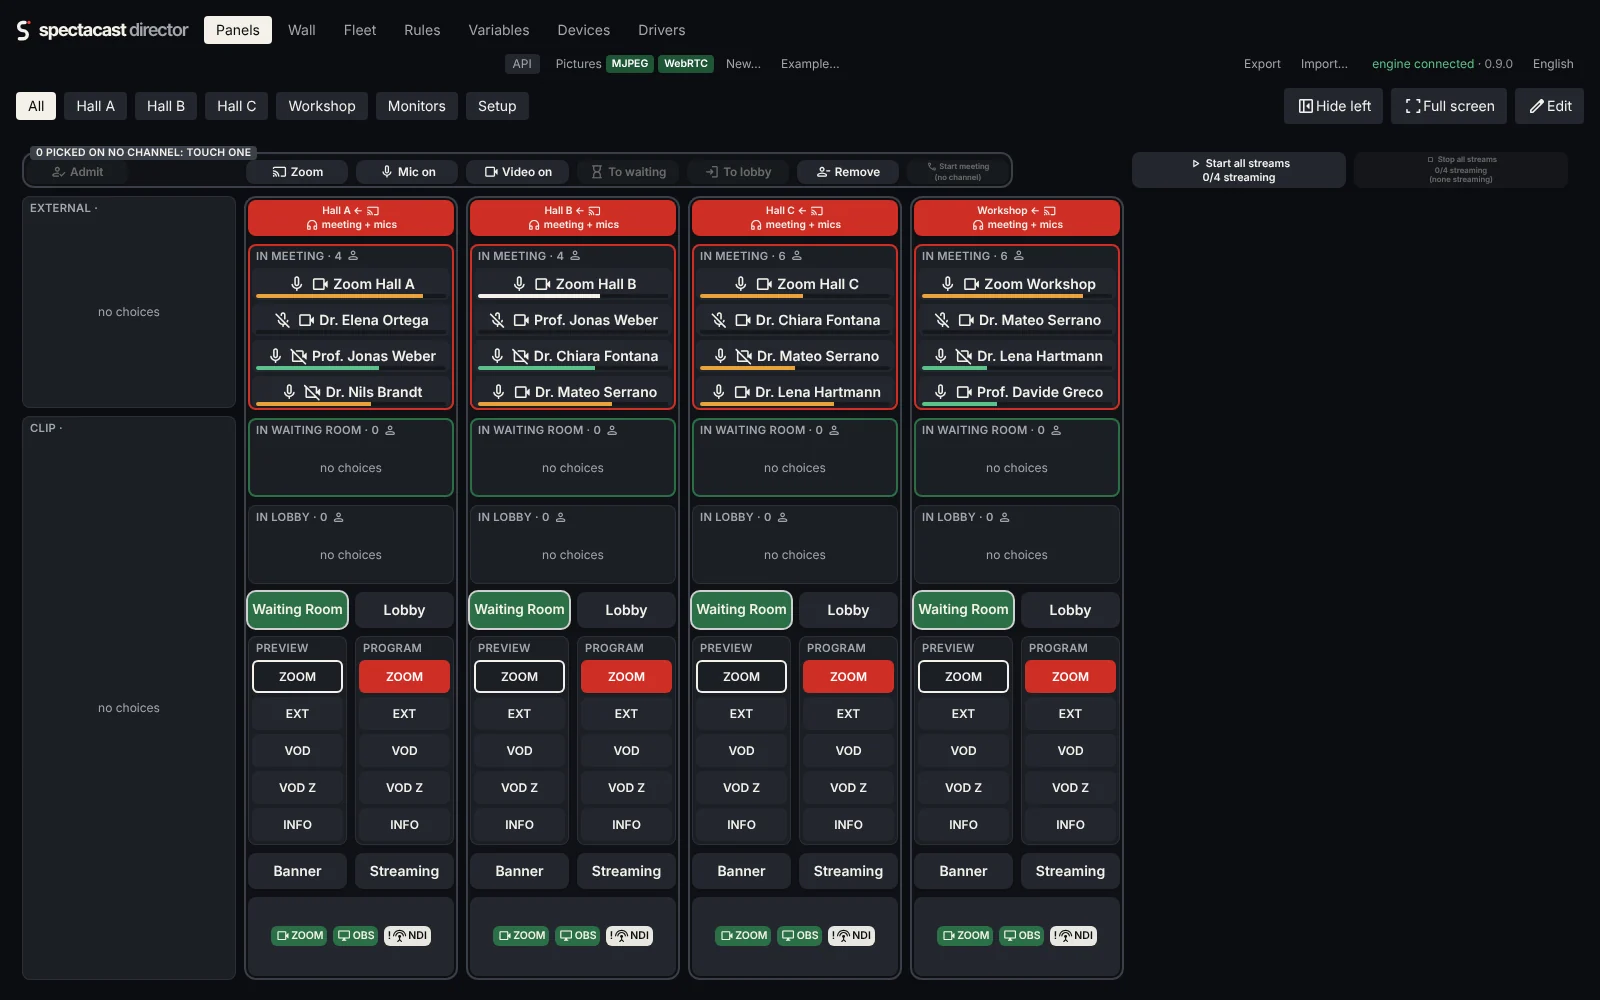 spectacast director Panels Wall Fleet Rules Variables Devices Drivers
API Pictures MJPEG WebRTC New... Example... Export Import... engine connected · 0.9.0 English
All Hall A Hall B Hall C Workshop Monitors Setup Hide left Full screen Edit
0 PICKED ON NO CHANNEL: TOUCH ONE
Admit Zoom Mic on Video on To waiting To lobby Remove Start meeting
(no channel)
Start all streams
0/4 streaming
Stop all streams
0/4 streaming
(none streaming)
EXTERNAL ·
no choices
CLIP ·
no choices
Hall A ←
meeting + mics
IN MEETING · 4
Zoom Hall A
Dr. Elena Ortega
Prof. Jonas Weber
Dr. Nils Brandt
IN WAITING ROOM · 0
no choices
IN LOBBY · 0
no choices
Waiting Room Lobby
PREVIEW PROGRAM
ZOOM ZOOM
EXT EXT
VOD VOD
VOD Z VOD Z
INFO INFO
Banner Streaming
ZOOM OBS ! NDI
Hall B ←
meeting + mics
IN MEETING · 4
Zoom Hall B
Prof. Jonas Weber
Dr. Chiara Fontana
Dr. Mateo Serrano
IN WAITING ROOM · 0
no choices
IN LOBBY · 0
no choices
Waiting Room Lobby
PREVIEW PROGRAM
ZOOM ZOOM
EXT EXT
VOD VOD
VOD Z VOD Z
INFO INFO
Banner Streaming
ZOOM OBS ! NDI
Hall C ←
meeting + mics
IN MEETING · 6
Zoom Hall C
Dr. Chiara Fontana
Dr. Mateo Serrano
Dr. Lena Hartmann
IN WAITING ROOM · 0
no choices
IN LOBBY · 0
no choices
Waiting Room Lobby
PREVIEW PROGRAM
ZOOM ZOOM
EXT EXT
VOD VOD
VOD Z VOD Z
INFO INFO
Banner Streaming
ZOOM OBS ! NDI
Workshop ←
meeting + mics
IN MEETING · 6
Zoom Workshop
Dr. Mateo Serrano
Dr. Lena Hartmann
Prof. Davide Greco
IN WAITING ROOM · 0
no choices
IN LOBBY · 0
no choices
Waiting Room Lobby
PREVIEW PROGRAM
ZOOM ZOOM
EXT EXT
VOD VOD
VOD Z VOD Z
INFO INFO
Banner Streaming
ZOOM OBS ! NDI